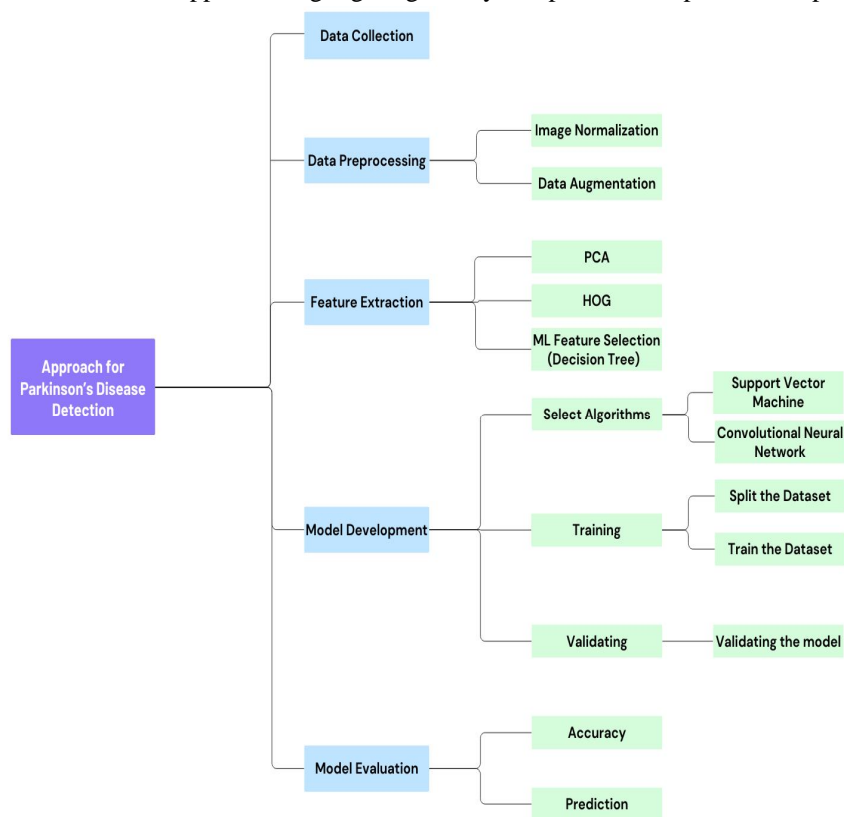 Data Collection
Image Normalization
Data Preprocessing
Data Augmentation
PCA
Feature Extraction
HOG
ML Feature Selection
(Decision Tree)
Approach for
Parkinson's Disease
Detection
Support Vector
Machine
Select Algorithms
Convolutional Neural
Network
Split the Dataset
Model Development
Training
Train the Dataset
Validating
Validating the model
Accuracy
Model Evaluation
Prediction